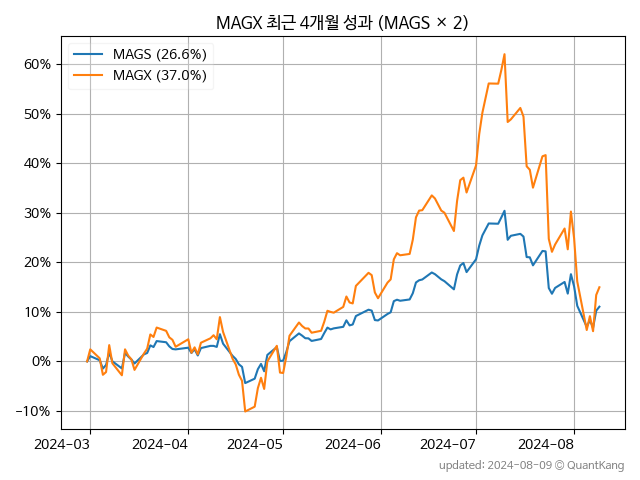 MAGX 최근 4개월 성과 (MAGS × 2)
MAGS (26.6%)
MAGX (37.0%)
60%
50%
40%
30%
20%
10%
0%
−10%
2024-03 2024-04 2024-05 2024-06 2024-07 2024-08
updated: 2024-08-09 © QuantKang